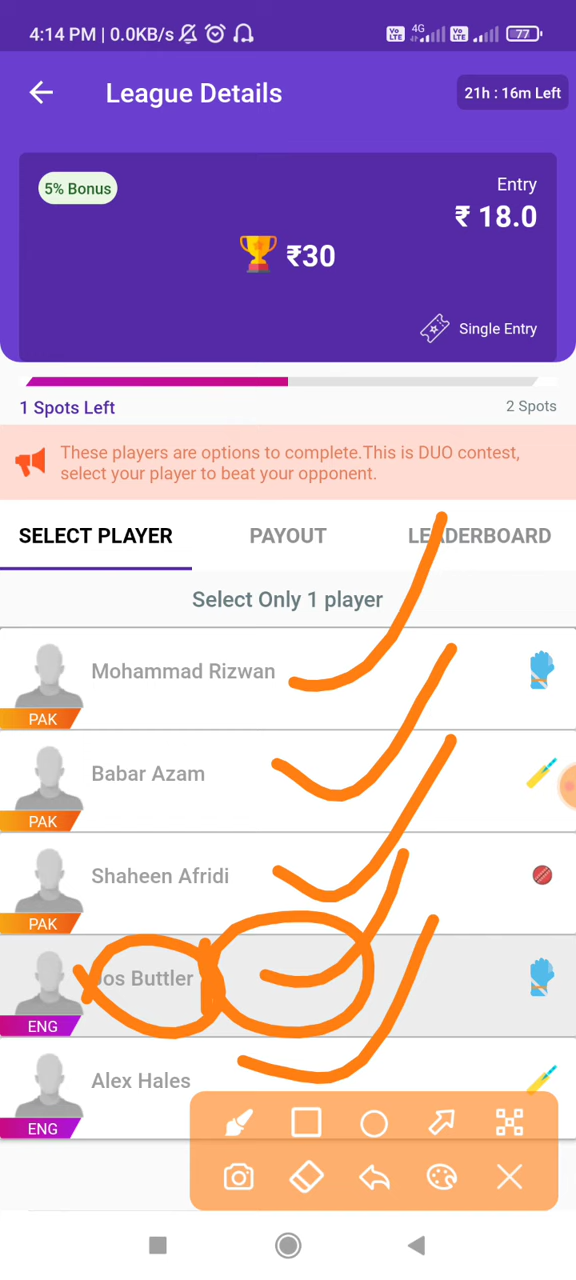 4:14 PM | 0.0KB/s 4G 77
League Details
21h : 16m Left
5% Bonus
Entry
₹ 18.0
₹30
Single Entry
1 Spots Left
2 Spots
These players are options to complete.This is DUO contest,
select your player to beat your opponent.
SELECT PLAYER PAYOUT LEADERBOARD
Select Only 1 player
Mohammad Rizwan
PAK
Babar Azam
PAK
Shaheen Afridi
PAK
Jos Buttler
ENG
Alex Hales
ENG